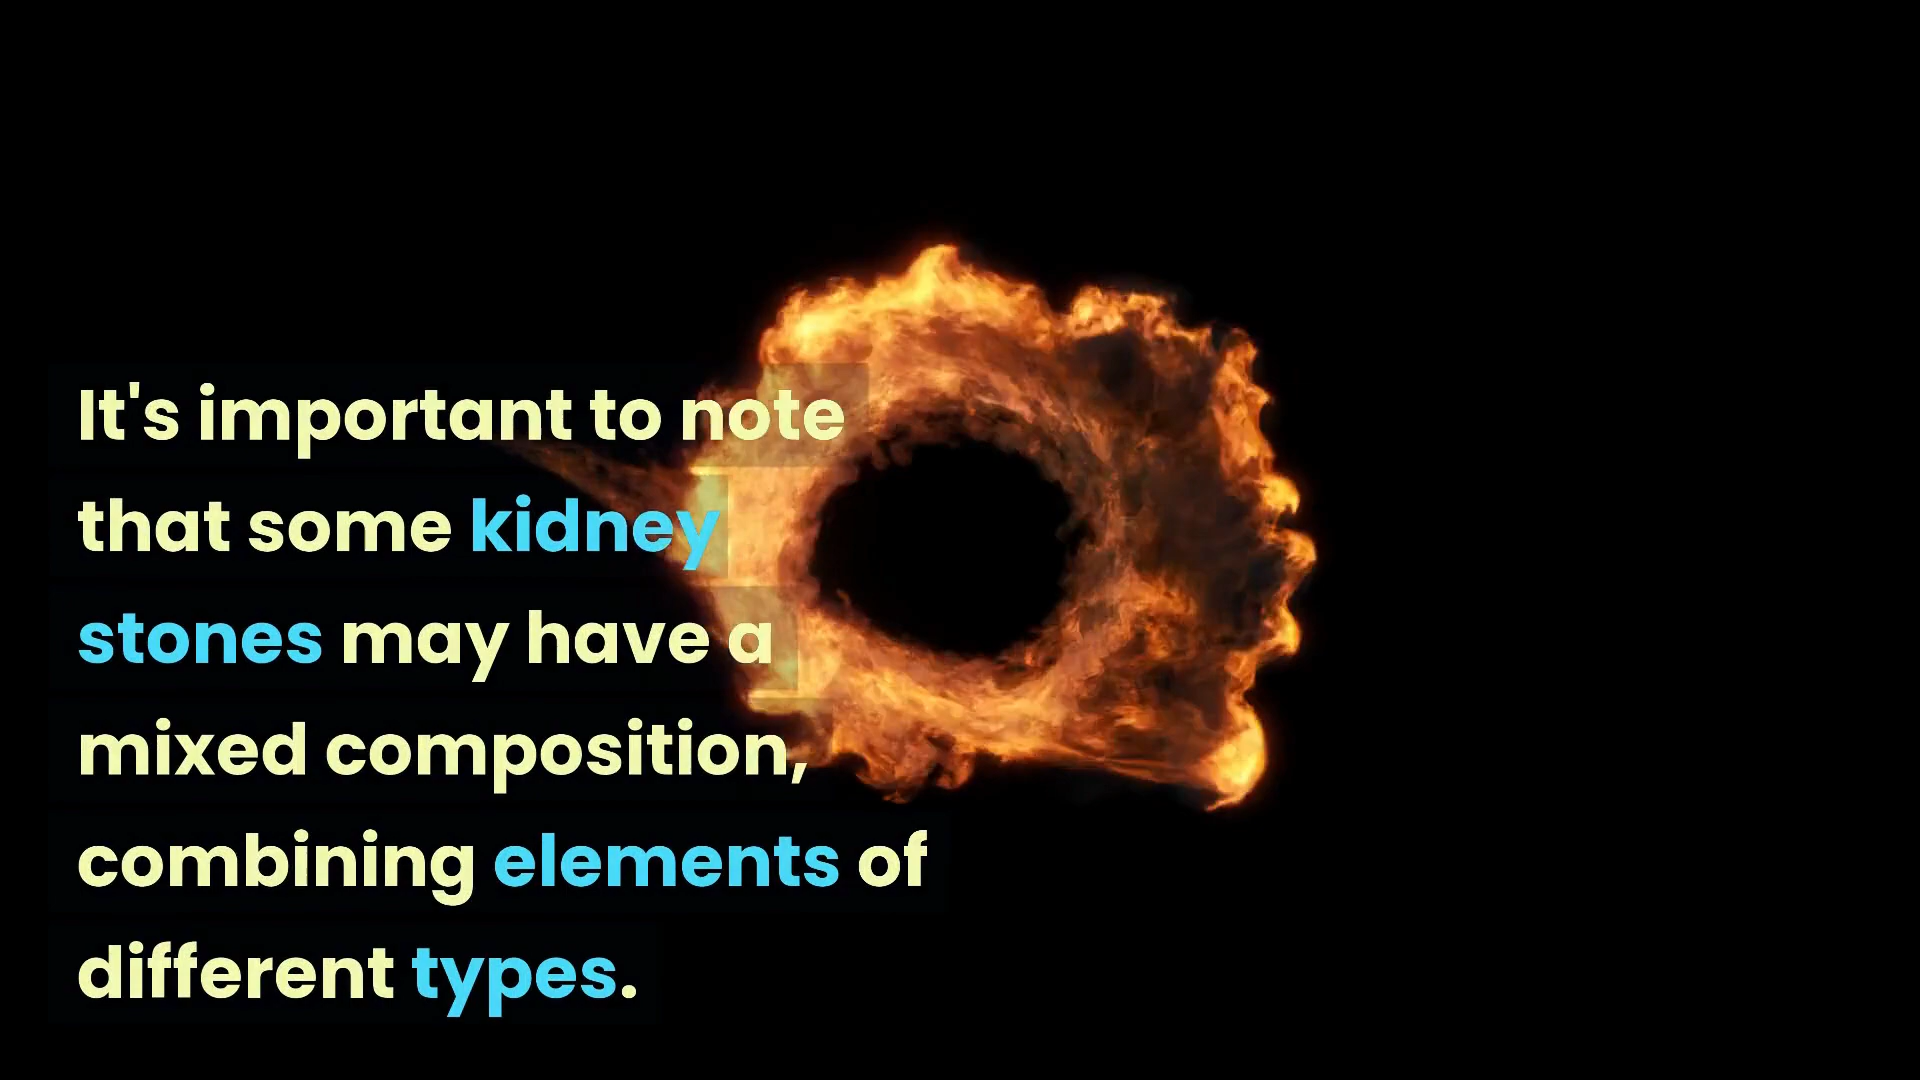 It's important to note
that some kidney
stones may have a
mixed composition,
combining elements of
different types.